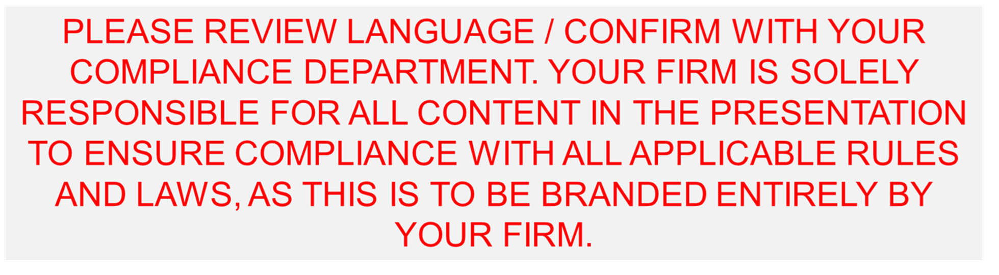 PLEASE REVIEW LANGUAGE / CONFIRM WITH YOUR
COMPLIANCE DEPARTMENT. YOUR FIRM IS SOLELY
RESPONSIBLE FOR ALL CONTENT IN THE PRESENTATION
TO ENSURE COMPLIANCE WITH ALL APPLICABLE RULES
AND LAWS, AS THIS IS TO BE BRANDED ENTIRELY BY
YOUR FIRM.